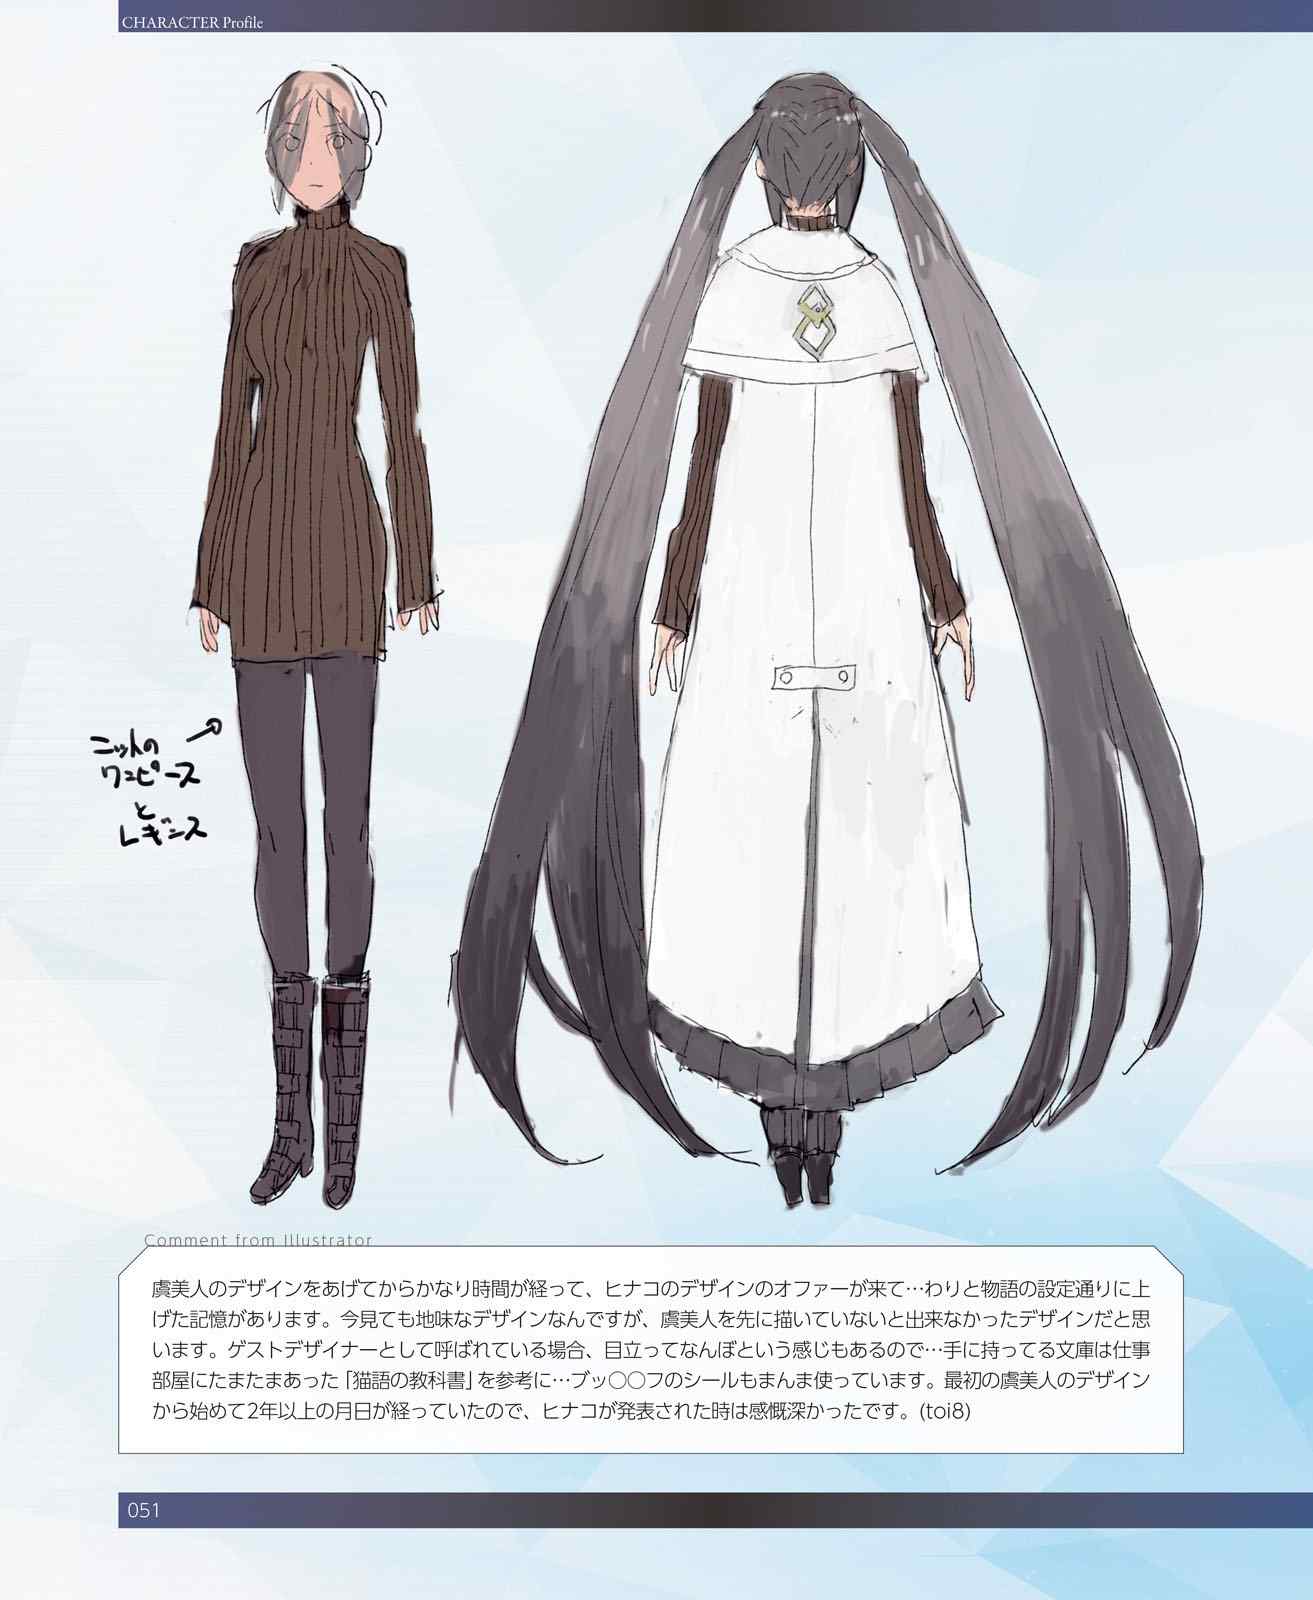 CHARACTER Profile
ニットの
ワンピース
と
レギンス
Comment from Illustrator
虞美人のデザインをあげてからかなり時間が経って、ヒナコのデザインのオファーが来て…わりと物語の設定通りに上
げた記憶があります。今見ても地味なデザインなんですが、虞美人を先に描いていないと出来なかったデザインだと思
います。ゲストデザイナーとして呼ばれている場合、目立ってなんぼという感じもあるので…手に持ってる文庫は仕事
部屋にたまたまあった「猫語の教科書」を参考に…ブッ○○フのシールもまんま使っています。最初の虞美人のデザイン
から始めて2年以上の月日が経っていたので、ヒナコが発表された時は感慨深かったです。(toi8)
051